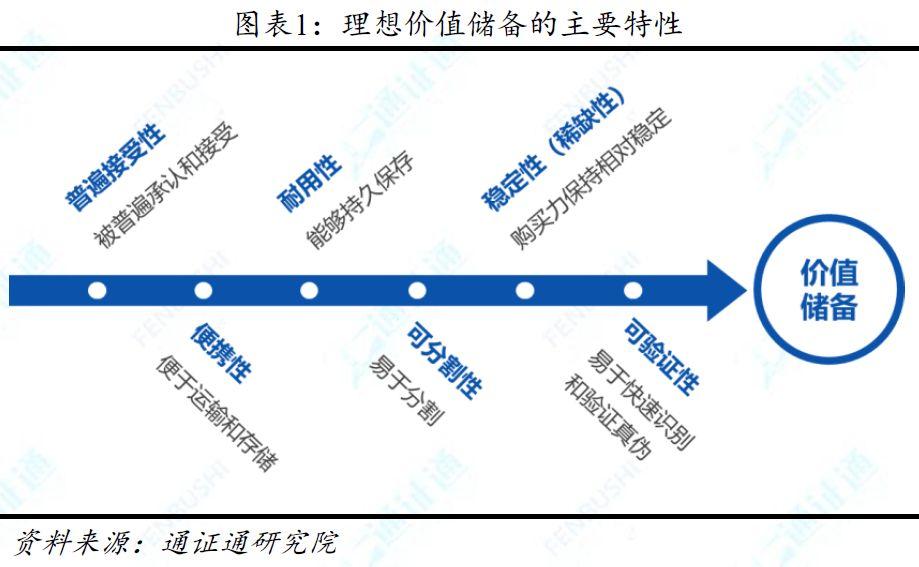 图表1：理想价值储备的主要特性
普遍接受性
被普遍承认和接受
耐用性
能够持久保存
稳定性（稀缺性）
购买力保持相对稳定
价值
储备
便携性
便于运输和存储
可分割性
易于分割
可验证性
易于快速识别
和验证真伪
资料来源：通证通研究院
通证通
FENBUSHI